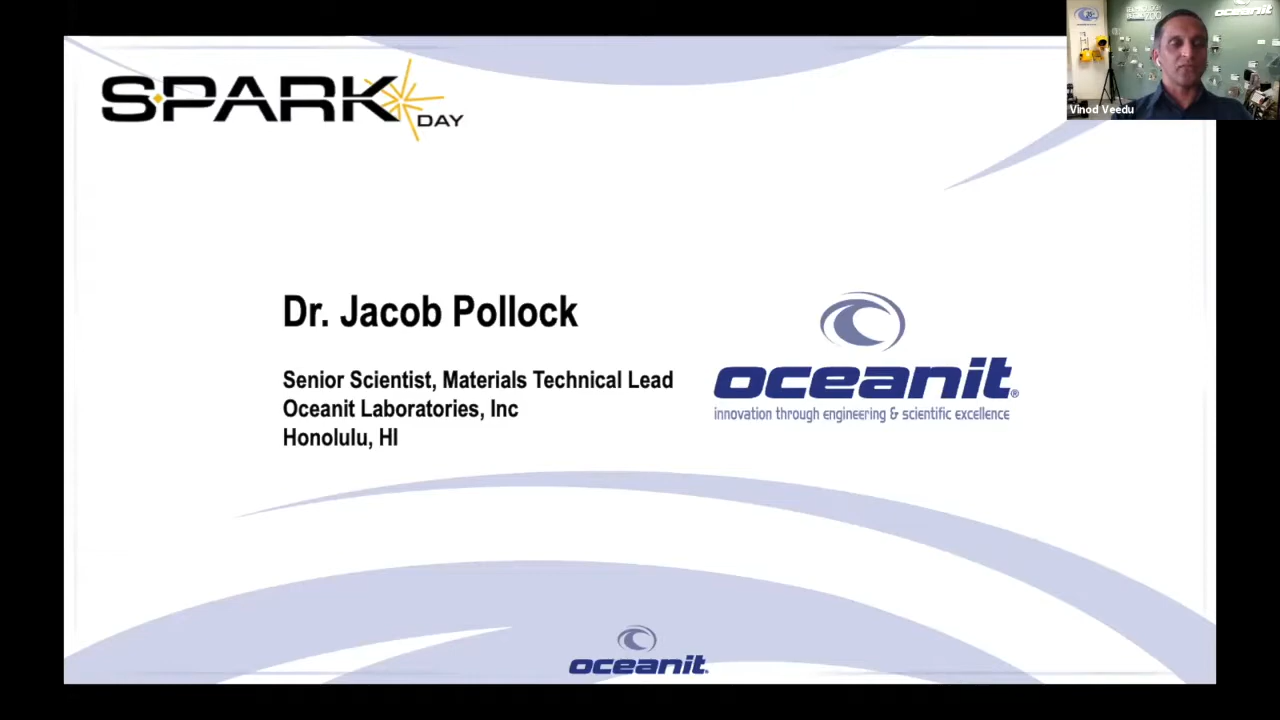 SPARK DAY
oceanit
Vinod Veedu
Dr. Jacob Pollock
Senior Scientist, Materials Technical Lead
Oceanit Laboratories, Inc
Honolulu, HI
oceanit®
innovation through engineering & scientific excellence
oceanit